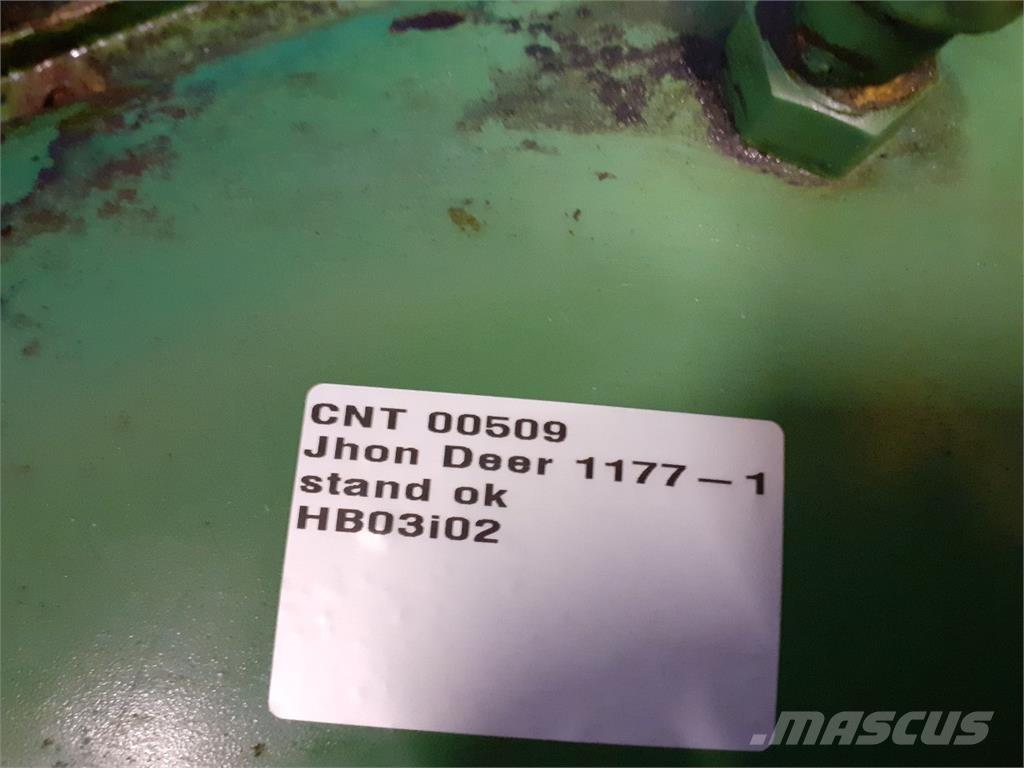 CNT 00509
Jhon Deer 1177-1
stand ok
HB03i02
.MASCUS